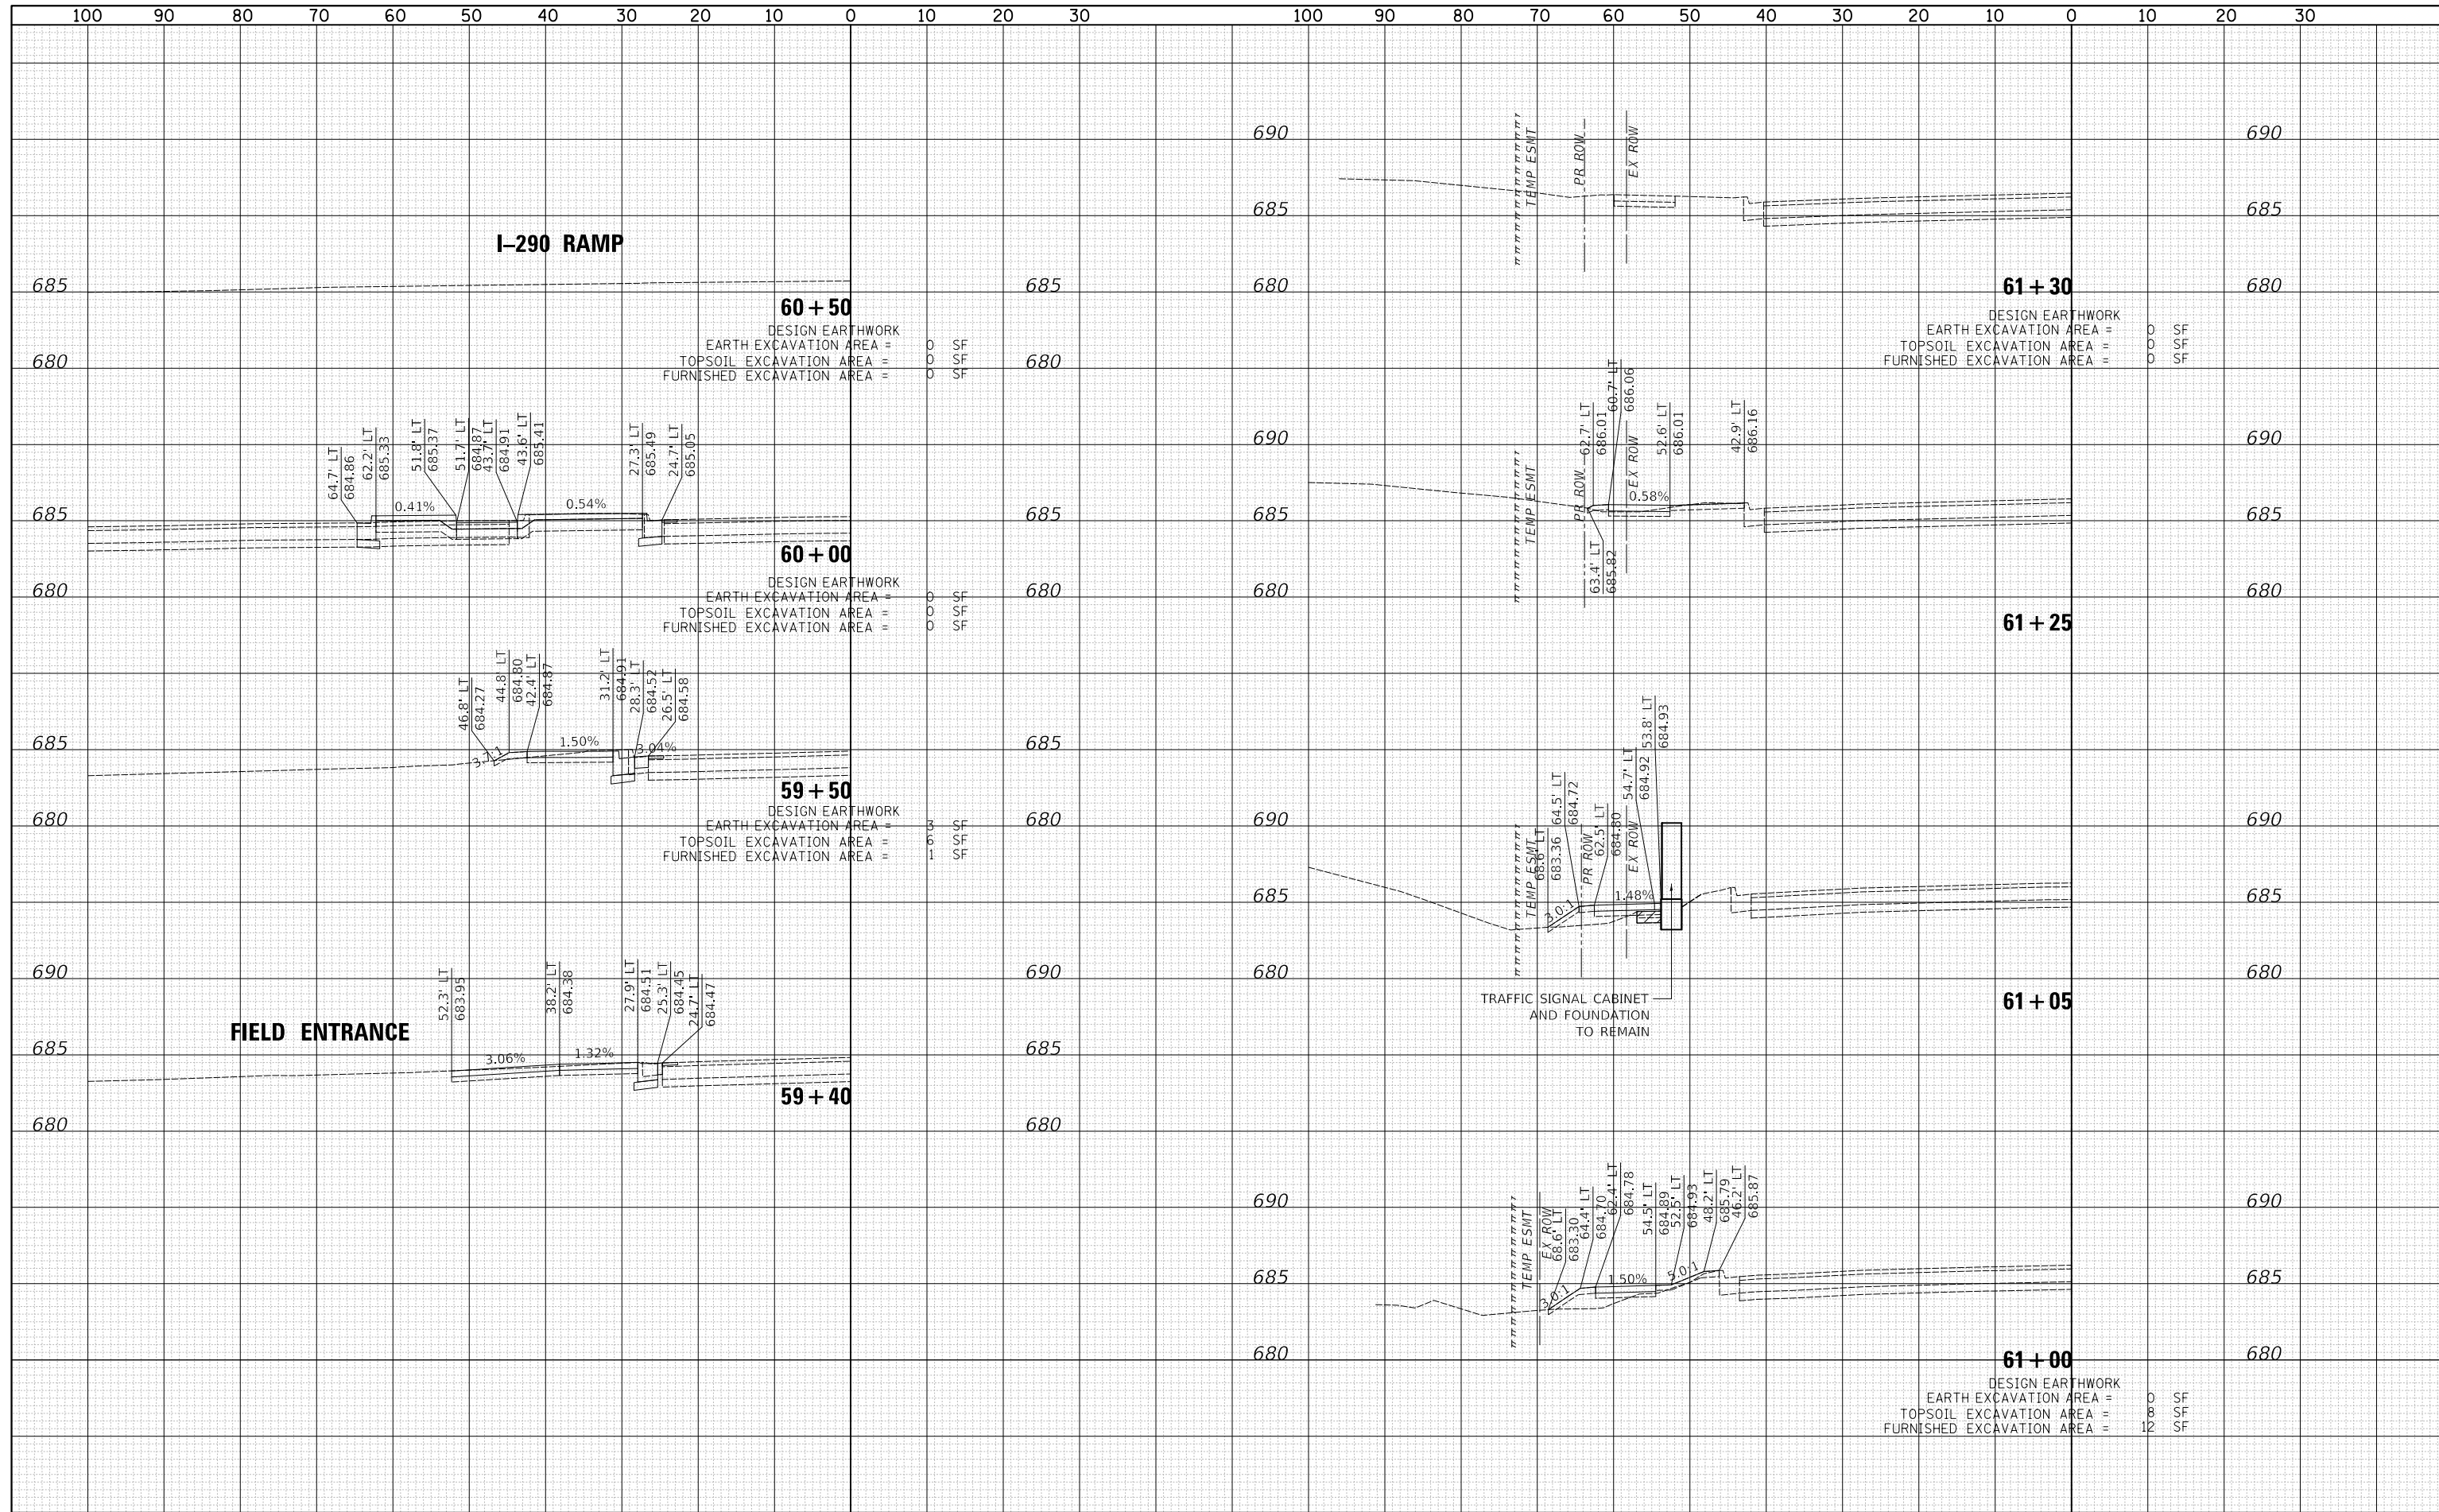 100 90 80 70 60 50 40 30 20 10 0 10 20 30 100 90 80 70 60 50 40 30 20 10 0 10 20 30
I-290 RAMP
685 685
60+50
DESIGN EARTHWORK
EARTH EXCAVATION AREA = 0 SF
TOPSOIL EXCAVATION AREA = 0 SF
FURNISHED EXCAVATION AREA = 0 SF
680 680
64.7' LT
684.86
62.2' LT
685.33
51.8' LT
685.37
51.7' LT
684.87
43.7' LT
684.91
43.6' LT
685.41
27.3' LT
685.49
24.7' LT
685.05
0.41%
0.54%
685 685
60+00
DESIGN EARTHWORK
EARTH EXCAVATION AREA = 0 SF
TOPSOIL EXCAVATION AREA = 0 SF
FURNISHED EXCAVATION AREA = 0 SF
680 680
46.8' LT
684.27
44.8' LT
684.80
42.4' LT
684.87
31.2' LT
684.91
28.3' LT
684.52
26.5' LT
684.58
3.7:1
1.50%
3.04%
685 685
59+50
DESIGN EARTHWORK
EARTH EXCAVATION AREA = 3 SF
TOPSOIL EXCAVATION AREA = 6 SF
FURNISHED EXCAVATION AREA = 1 SF
680 680
690 690
52.3' LT
683.95
38.2' LT
684.38
27.9' LT
684.51
25.3' LT
684.45
24.7' LT
684.47
FIELD ENTRANCE
3.06%
1.32%
685 685
59+40
680 680
690 690
TEMP ESMT
PR ROW
EX ROW
685 685
680 680
61+30
DESIGN EARTHWORK
EARTH EXCAVATION AREA = 0 SF
TOPSOIL EXCAVATION AREA = 0 SF
FURNISHED EXCAVATION AREA = 0 SF
690 690
TEMP ESMT
PR ROW
62.7' LT
686.01
60.7' LT
686.06
EX ROW
52.6' LT
686.01
42.9' LT
686.16
0.58%
685 685
63.4' LT
685.82
680 680
61+25
690 690
TEMP ESMT
68.6' LT
683.36
64.5' LT
684.72
PR ROW
62.5' LT
684.80
EX ROW
54.7' LT
684.92
53.8' LT
684.93
3.0:1
1.48%
685 685
680 680
TRAFFIC SIGNAL CABINET
AND FOUNDATION
TO REMAIN
61+05
690 690
TEMP ESMT
EX ROW
68.6' LT
683.30
64.4' LT
684.70
62.4' LT
684.78
54.5' LT
684.89
52.5' LT
684.93
48.2' LT
685.79
46.2' LT
685.87
3.0:1
1.50%
5.0:1
685 685
680 680
61+00
DESIGN EARTHWORK
EARTH EXCAVATION AREA = 0 SF
TOPSOIL EXCAVATION AREA = 8 SF
FURNISHED EXCAVATION AREA = 12 SF